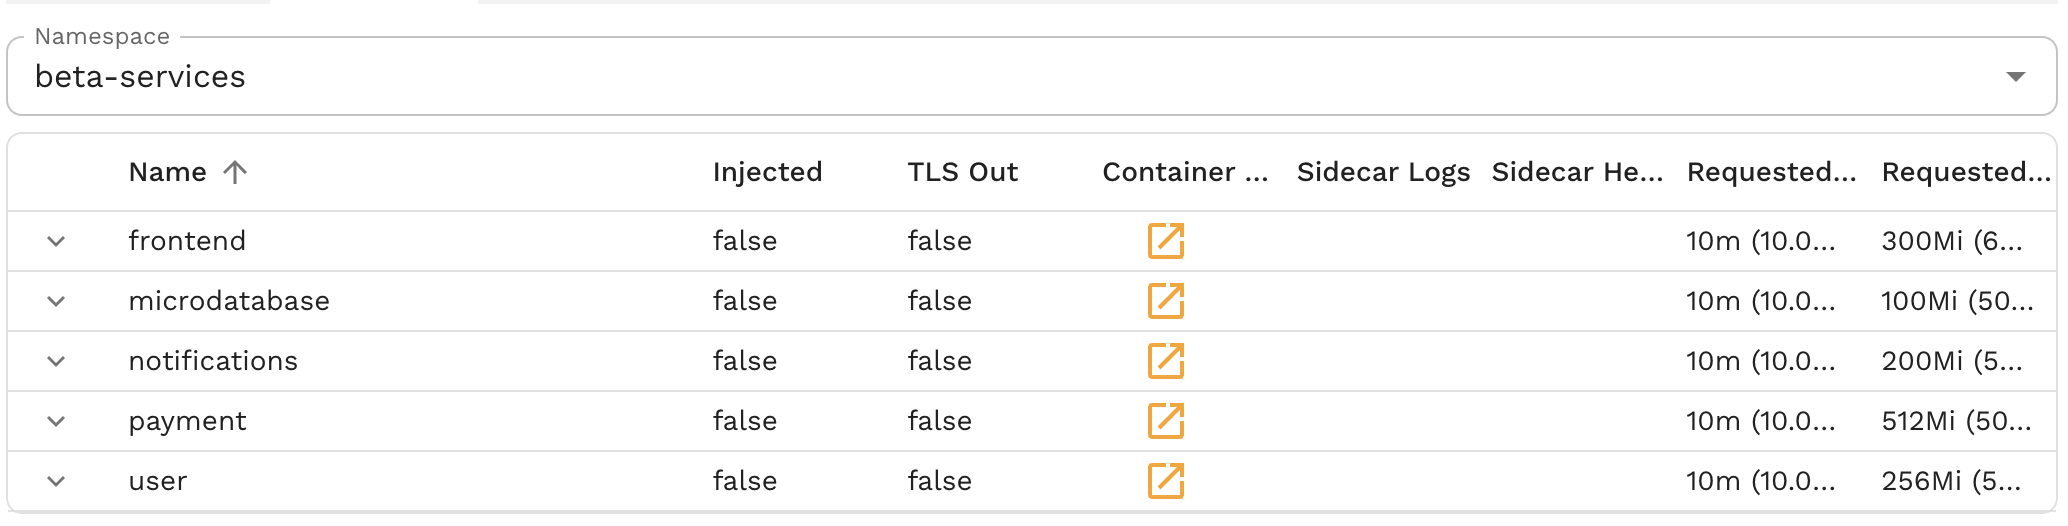 Namespace
beta-services
Name Injected TLS Out Container ... Sidecar Logs Sidecar He... Requested... Requested...
frontend false false 10m (10.0... 300Mi (6...
microdatabase false false 10m (10.0... 100Mi (50...
notifications false false 10m (10.0... 200Mi (5...
payment false false 10m (10.0... 512Mi (50...
user false false 10m (10.0... 256Mi (5...